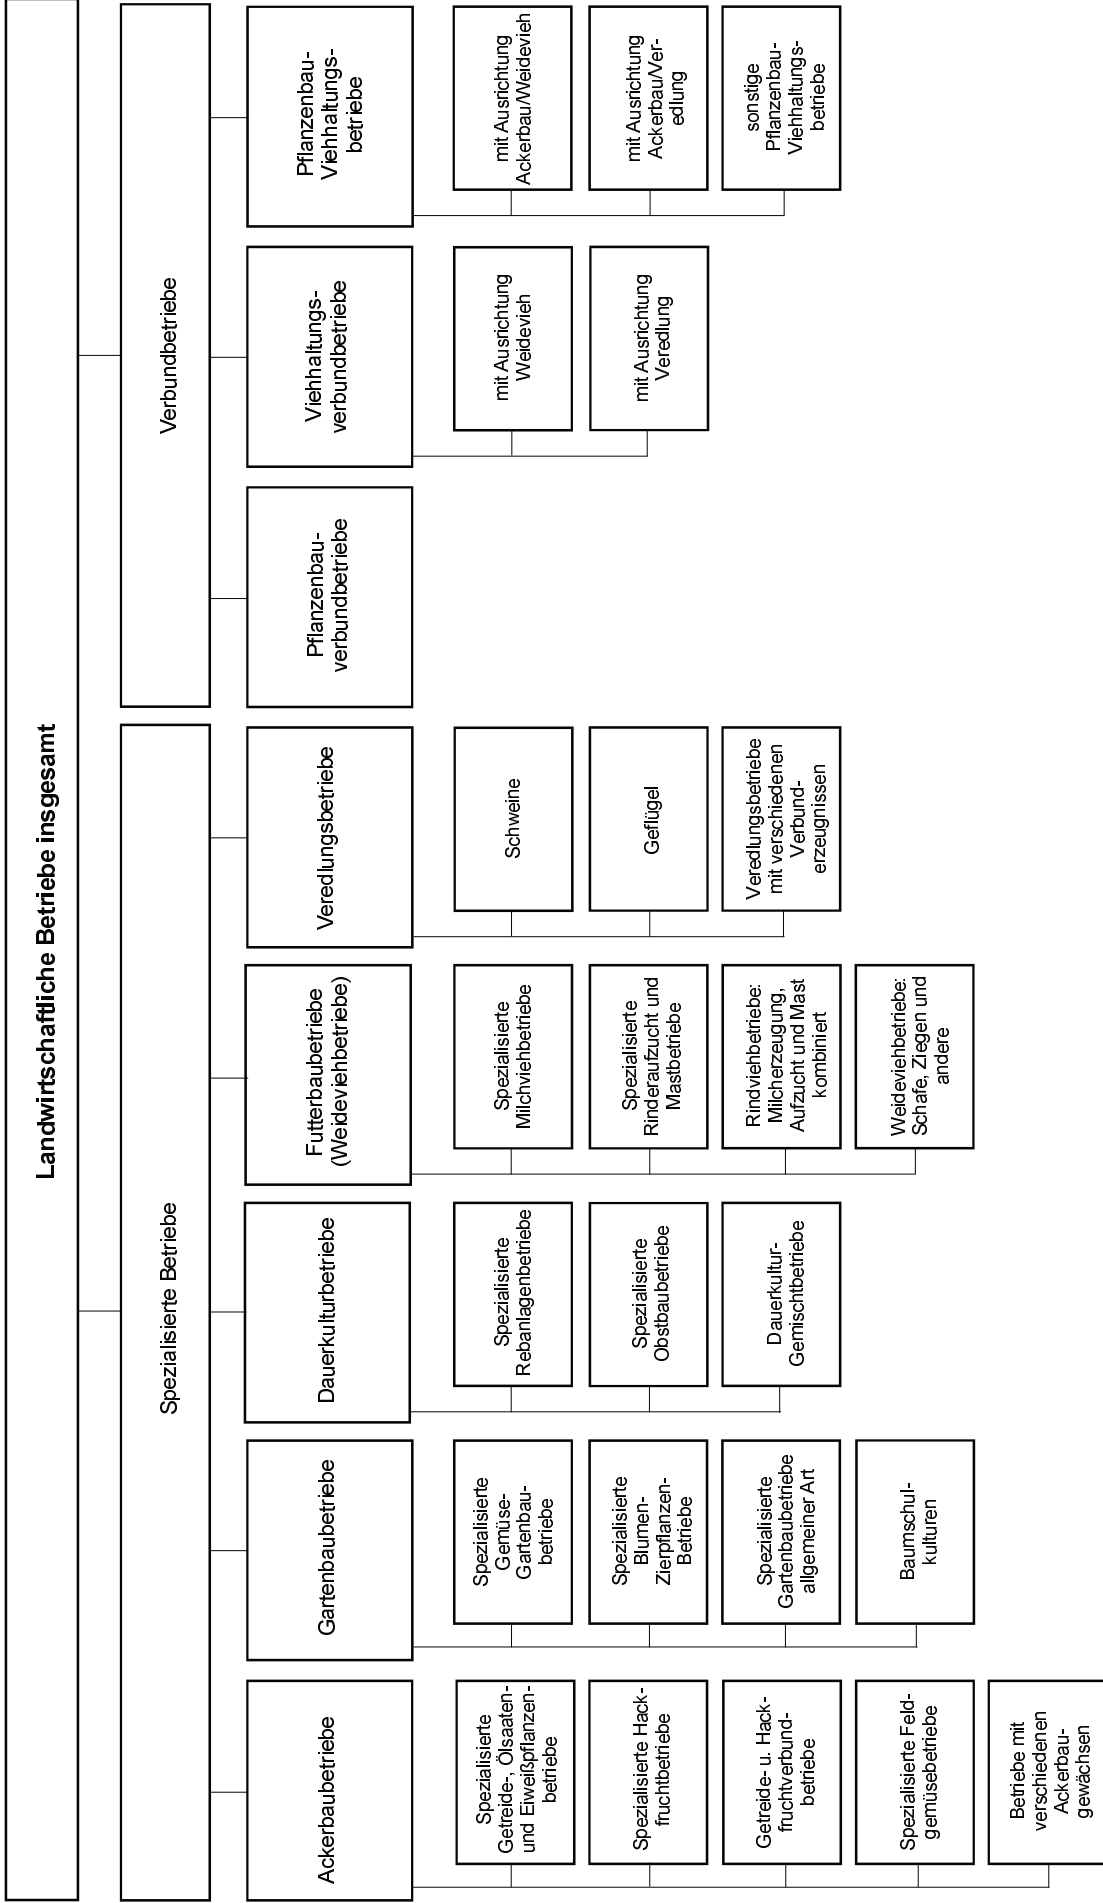 Landwirtschaftliche Betriebe insgesamt
Spezialisierte Betriebe
Verbundbetriebe
Ackerbaubetriebe
Gartenbaubetriebe
Dauerkulturbetriebe
Futterbaubetriebe
(Weideviehbetriebe)
Veredlungsbetriebe
Pflanzenbau-
verbundbetriebe
Viehhaltungs-
verbundbetriebe
Pflanzenbau-
Viehhaltungs-
betriebe
Spezialisierte
Getreide-, Ölsaaten-
und Eiweißpflanzen-
betriebe
Spezialisierte Hack-
fruchtbetriebe
Getreide- u. Hack-
fruchtverbund-
betriebe
Spezialisierte Feld-
gemüsebetriebe
Betriebe mit
verschiedenen
Ackerbau-
gewächsen
Spezialisierte
Gemüse-
Gartenbau-
betriebe
Spezialisierte
Blumen-
Zierpflanzen-
Betriebe
Spezialisierte
Gartenbaubetriebe
allgemeiner Art
Baumschul-
kulturen
Spezialisierte
Rebanlagenbetriebe
Spezialisierte
Obstbaubetriebe
Dauerkultur-
Gemischtbetriebe
Spezialisierte
Milchviehbetriebe
Spezialisierte
Rinderaufzucht und
Mastbetriebe
Rindviehbetriebe:
Milcherzeugung,
Aufzucht und Mast
kombiniert
Weideviehbetriebe:
Schafe, Ziegen und
andere
Schweine
Geflügel
Veredlungsbetriebe
mit verschiedenen
Verbund-
erzeugnissen
mit Ausrichtung
Weidevieh
mit Ausrichtung
Veredlung
mit Ausrichtung
Ackerbau/Weidevieh
mit Ausrichtung
Ackerbau/Ver-
edlung
sonstige
Pflanzenbau-
Viehhaltungs-
betriebe